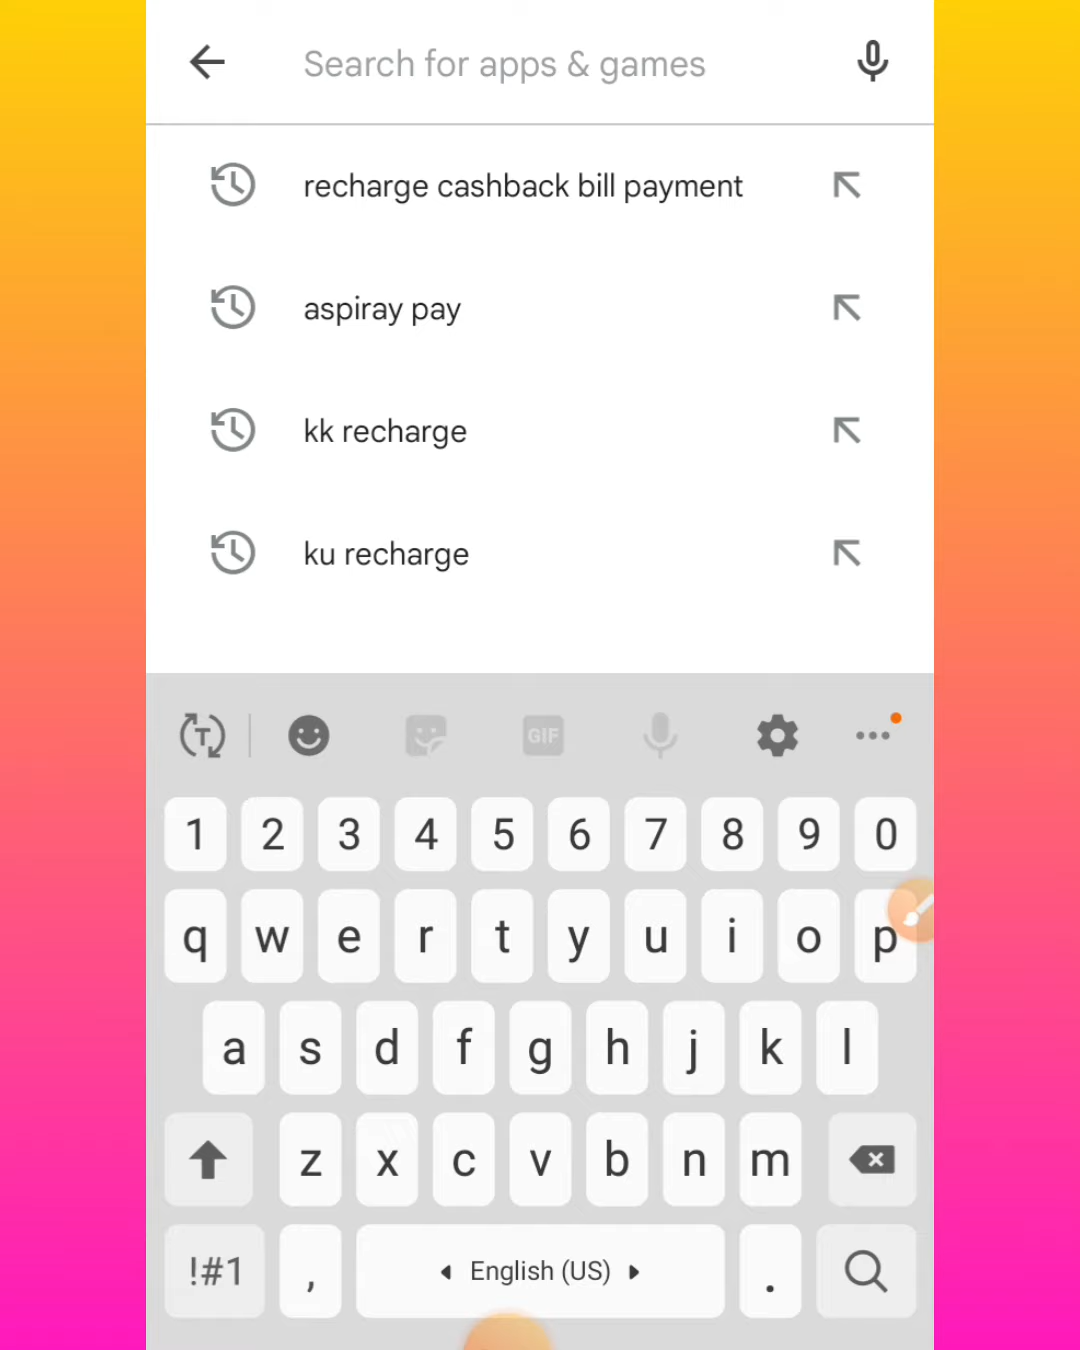 Search for apps & games
recharge cashback bill payment
aspiray pay
kk recharge
ku recharge
T
GIF
1 2 3 4 5 6 7 8 9 0
q w e r t y u i o p
a s d f g h j k l
z x c v b n m
!#1 , English (US) .